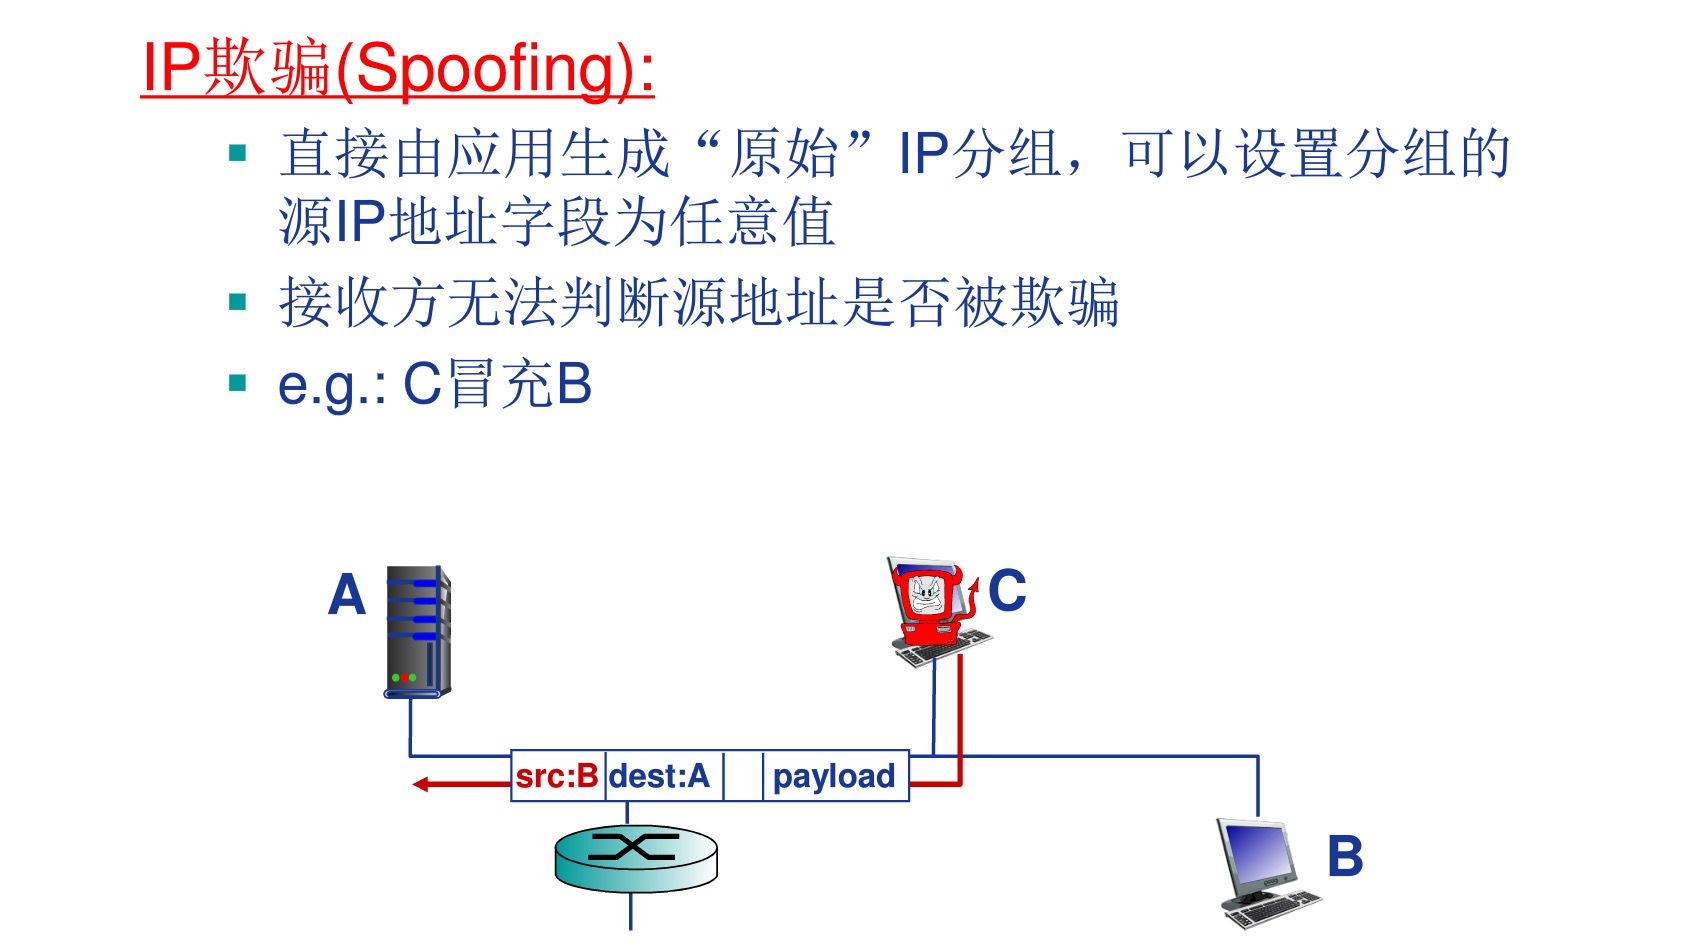 IP欺骗(Spoofing):
▪ 直接由应用生成“原始”IP分组，可以设置分组的
源IP地址字段为任意值
▪ 接收方无法判断源地址是否被欺骗
▪ e.g.: C冒充B
A
C
src:B dest:A payload
B